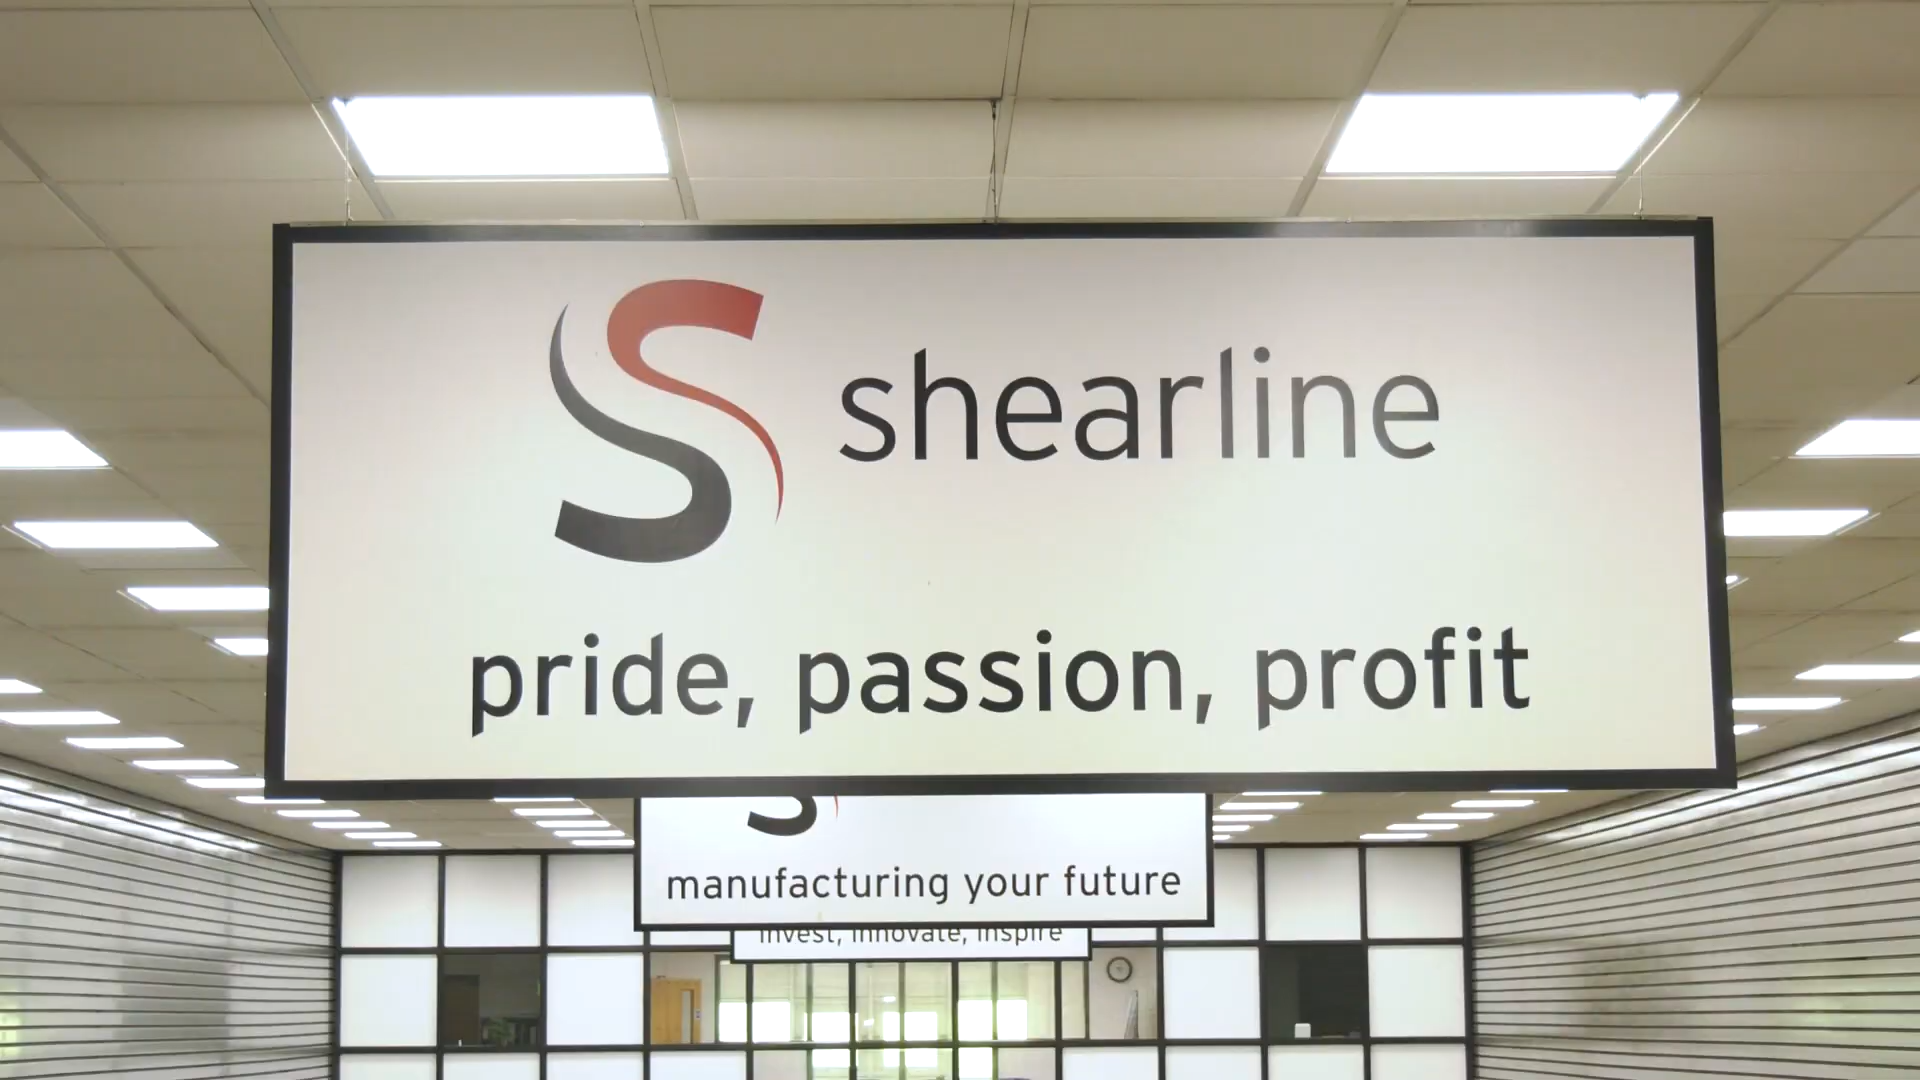 shearline
pride, passion, profit
manufacturing your future
invest, innovate, inspire